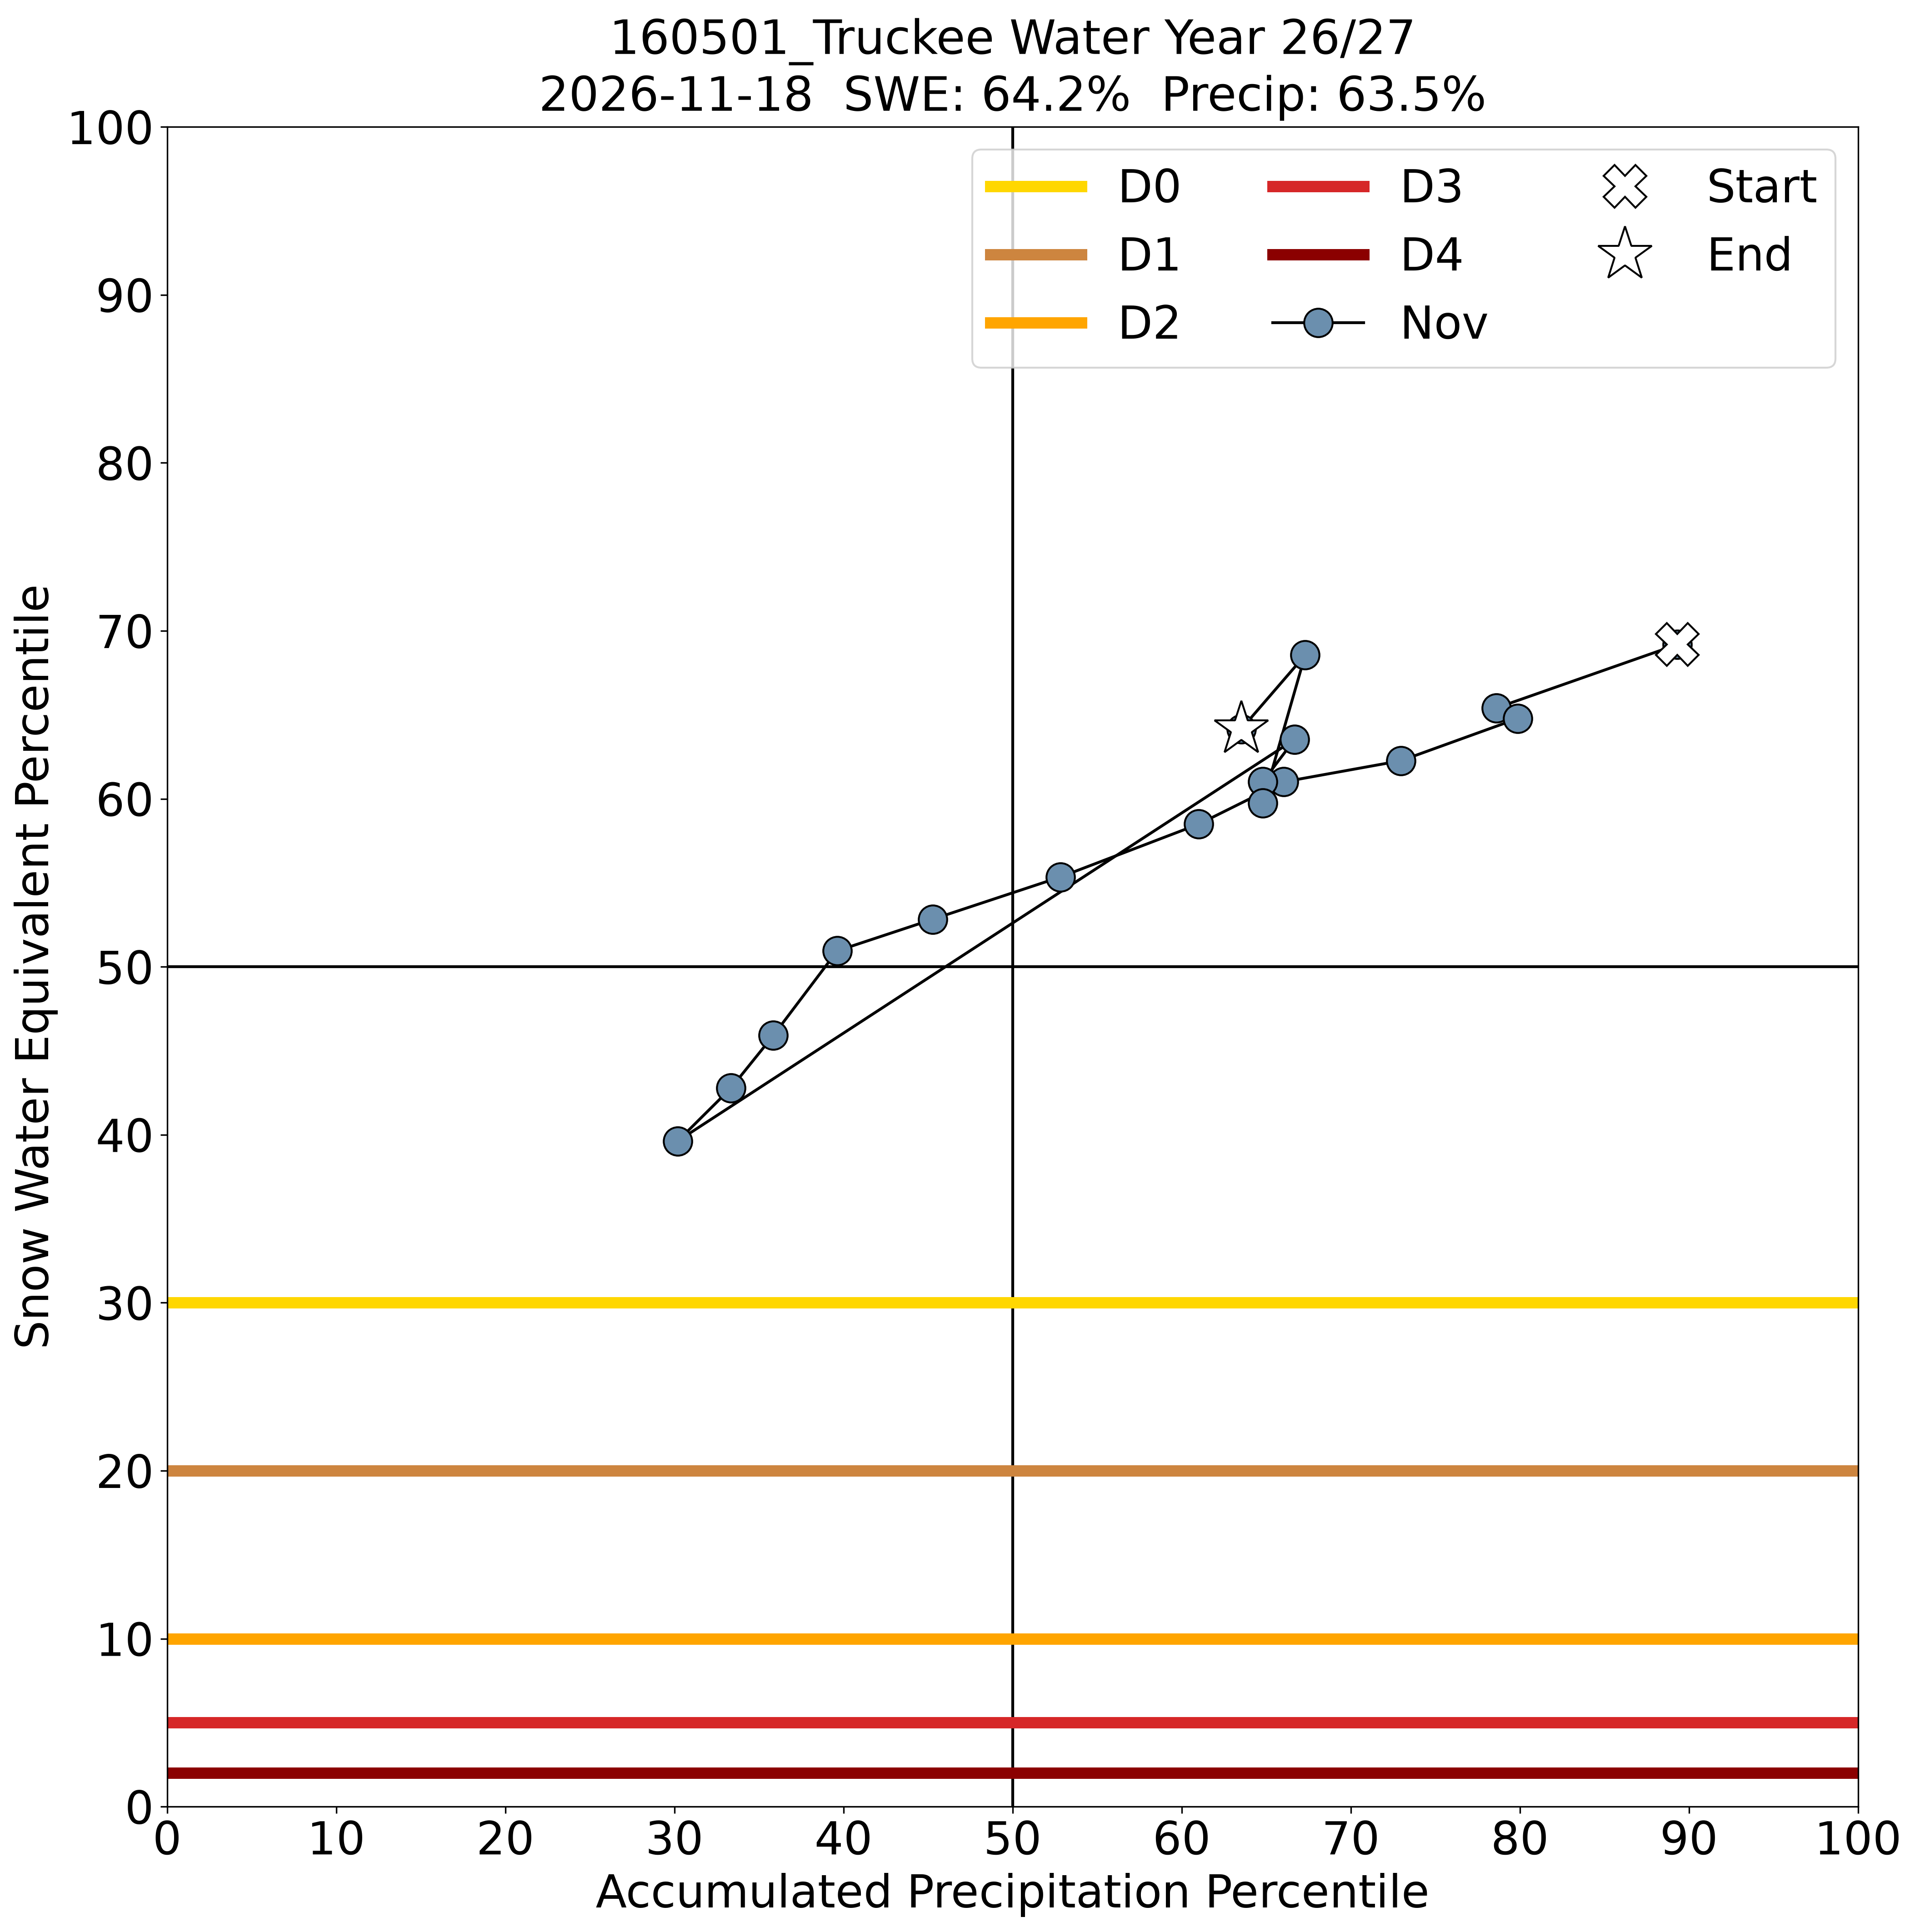 160501_Truckee Water Year 26/27
2026-11-18  SWE: 64.2%  Precip: 63.5%
D0
D1
D2
D3
D4
Nov
Start
End
Snow Water Equivalent Percentile
100
90
80
70
60
50
40
30
20
10
0
0 10 20 30 40 50 60 70 80 90 100
Accumulated Precipitation Percentile